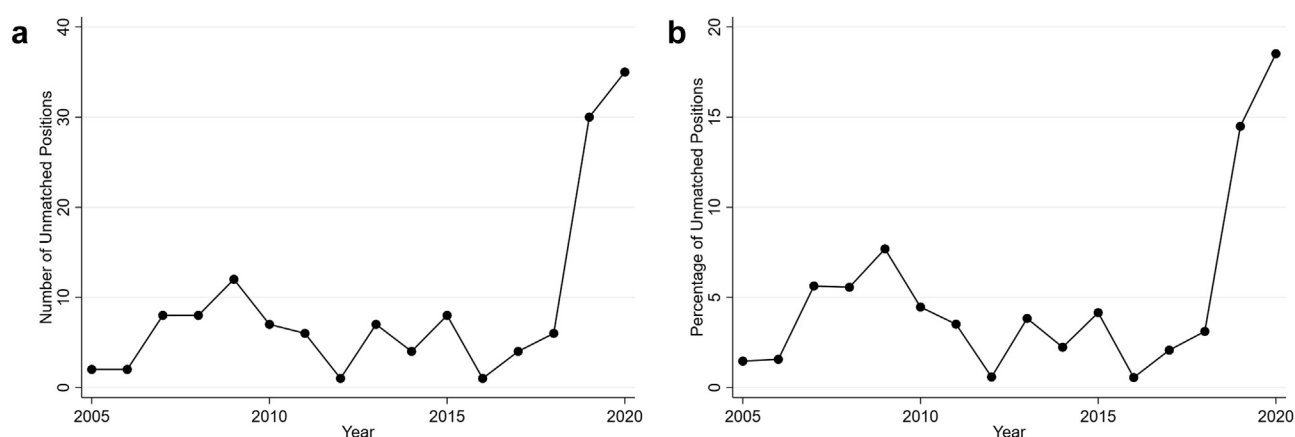 a
Number of Unmatched Positions
40
30
20
10
0
2005 2010 2015 2020
Year
b
Percentage of Unmatched Positions
20
15
10
5
0
2005 2010 2015 2020
Year